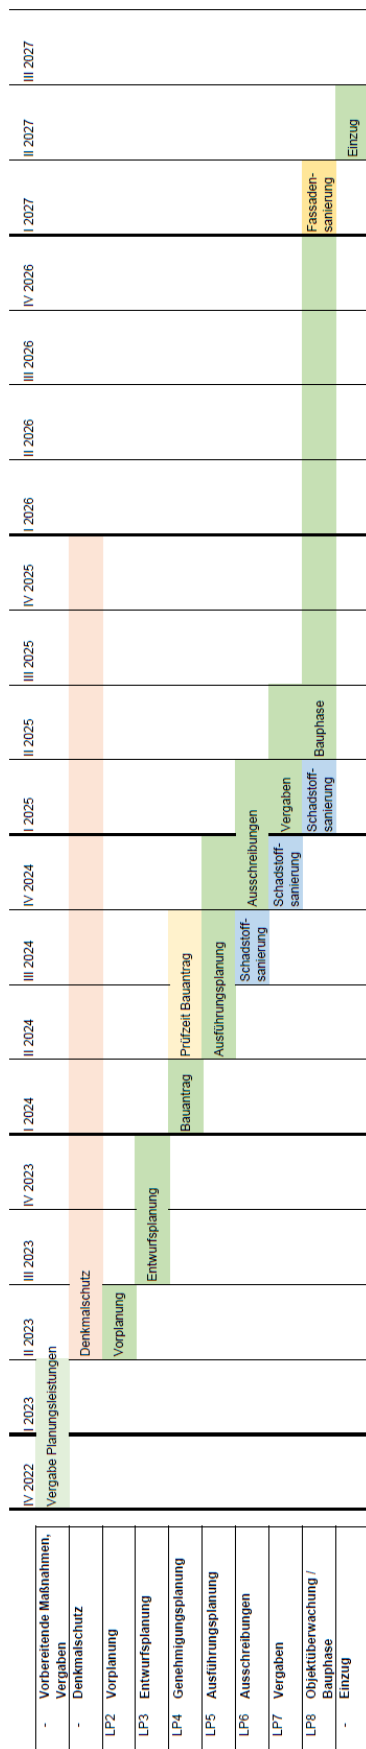 IV 2022 I 2023 II 2023 III 2023 IV 2023 I 2024 II 2024 III 2024 IV 2024 I 2025 II 2025 III 2025 IV 2025 I 2026 II 2026 III 2026 IV 2026 I 2027 II 2027 III 2027
- Vorbereitende Maßnahmen, Vergabe Planungsleistungen
Vergaben
- Denkmalschutz Denkmalschutz
LP2 Vorplanung Vorplanung
LP3 Entwurfsplanung Entwurfsplanung
LP4 Genehmigungsplanung Bauantrag Prüfzeit Bauantrag
LP5 Ausführungsplanung Ausführungsplanung
LP6 Ausschreibungen Schadstoff- Ausschreibungen
sanierung
LP7 Vergaben Schadstoff- Vergaben
sanierung
LP8 Objektüberwachung / Schadstoff- Bauphase Fassaden-
Bauphase sanierung sanierung
- Einzug Einzug